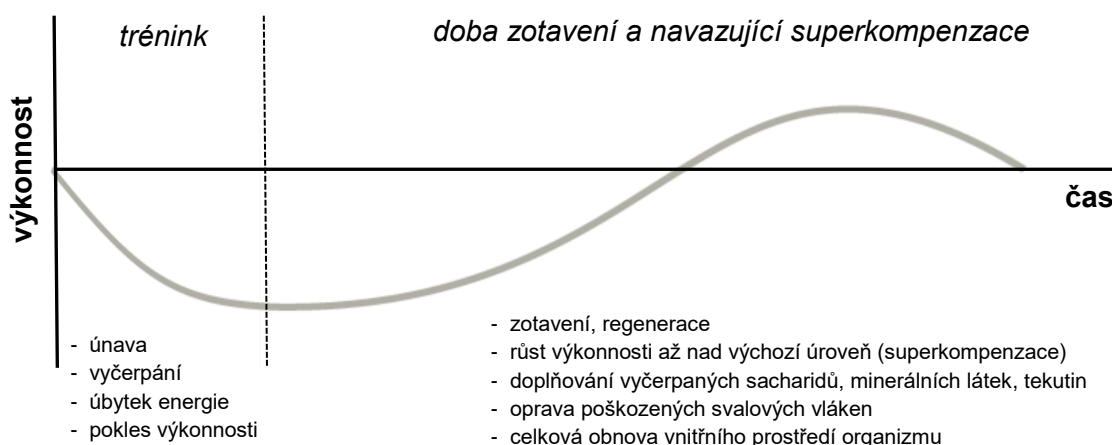 trénink
doba zotavení a navazující superkompenzace
výkonnost
čas
- únava
- vyčerpání
- úbytek energie
- pokles výkonnosti
- zotavení, regenerace
- růst výkonnosti až nad výchozí úroveň (superkompenzace)
- doplňování vyčerpaných sacharidů, minerálních látek, tekutin
- oprava poškozených svalových vláken
- celková obnova vnitřního prostředí organizmu